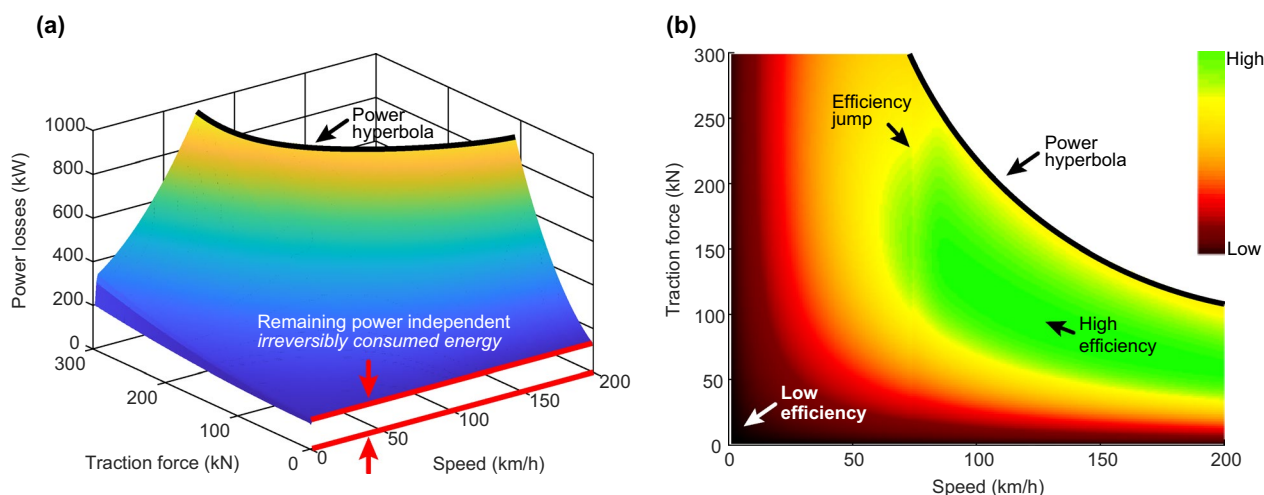 (a)
Power
hyperbola
1000
800
600
400
200
0
Power losses (kW)
Remaining power independent
irreversibly consumed energy
300
200
100
0
Traction force (kN)
0
50
100
150
200
Speed (km/h)
(b)
300
250
200
150
100
50
0
Traction force (kN)
Efficiency
jump
Power
hyperbola
High
efficiency
Low
efficiency
High
Low
0
50
100
150
200
Speed (km/h)